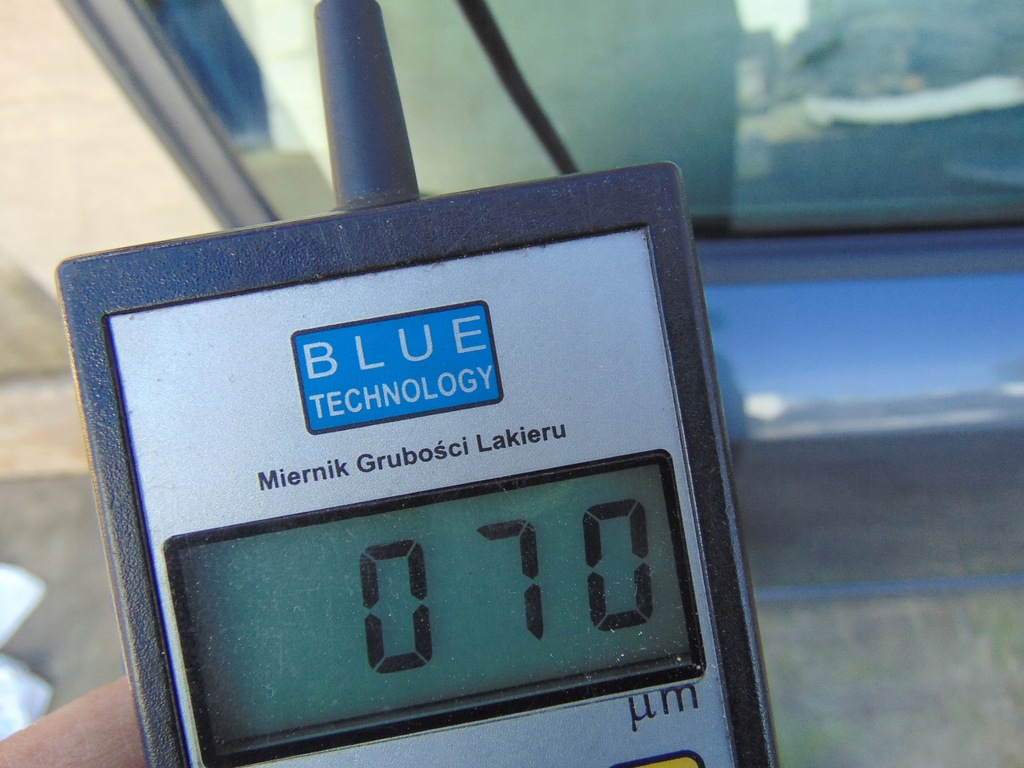 BLUE
TECHNOLOGY
Miernik Grubości Lakieru
070
µm